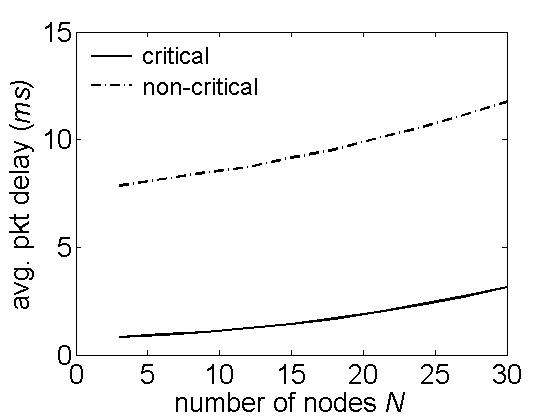 15
critical
non-critical
10
avg. pkt delay (ms)
5
0
0 5 10 15 20 25 30
number of nodes N